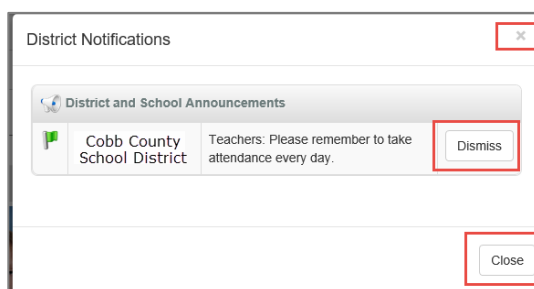 District Notifications
×
District and School Announcements
Cobb County
School District
Teachers: Please remember to take
attendance every day.
Dismiss
Close